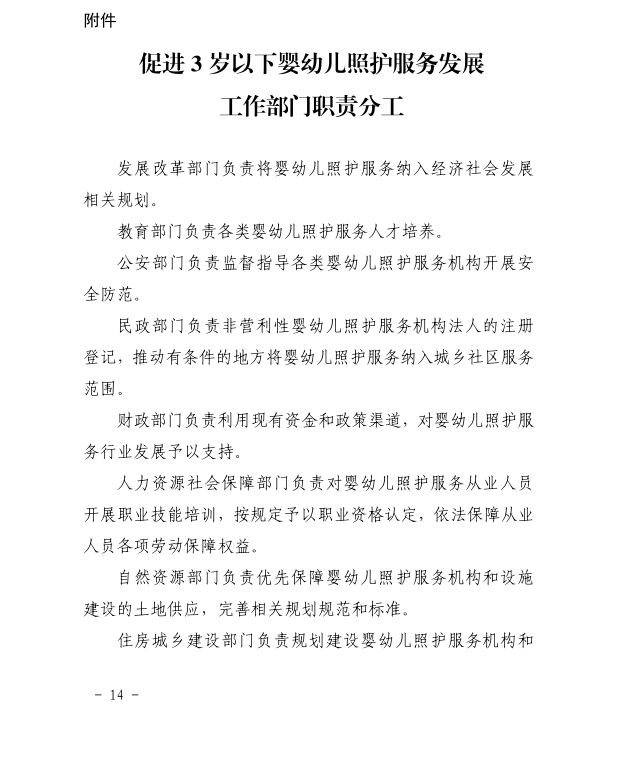 附件
促进 3 岁以下婴幼儿照护服务发展
工作部门职责分工
发展改革部门负责将婴幼儿照护服务纳入经济社会发展
相关规划。
教育部门负责各类婴幼儿照护服务人才培养。
公安部门负责监督指导各类婴幼儿照护服务机构开展安
全防范。
民政部门负责非营利性婴幼儿照护服务机构法人的注册
登记，推动有条件的地方将婴幼儿照护服务纳入城乡社区服务
范围。
财政部门负责利用现有资金和政策渠道，对婴幼儿照护服
务行业发展予以支持。
人力资源社会保障部门负责对婴幼儿照护服务从业人员
开展职业技能培训，按规定予以职业资格认定，依法保障从业
人员各项劳动保障权益。
自然资源部门负责优先保障婴幼儿照护服务机构和设施
建设的土地供应，完善相关规划规范和标准。
住房城乡建设部门负责规划建设婴幼儿照护服务机构和
－ 14 －